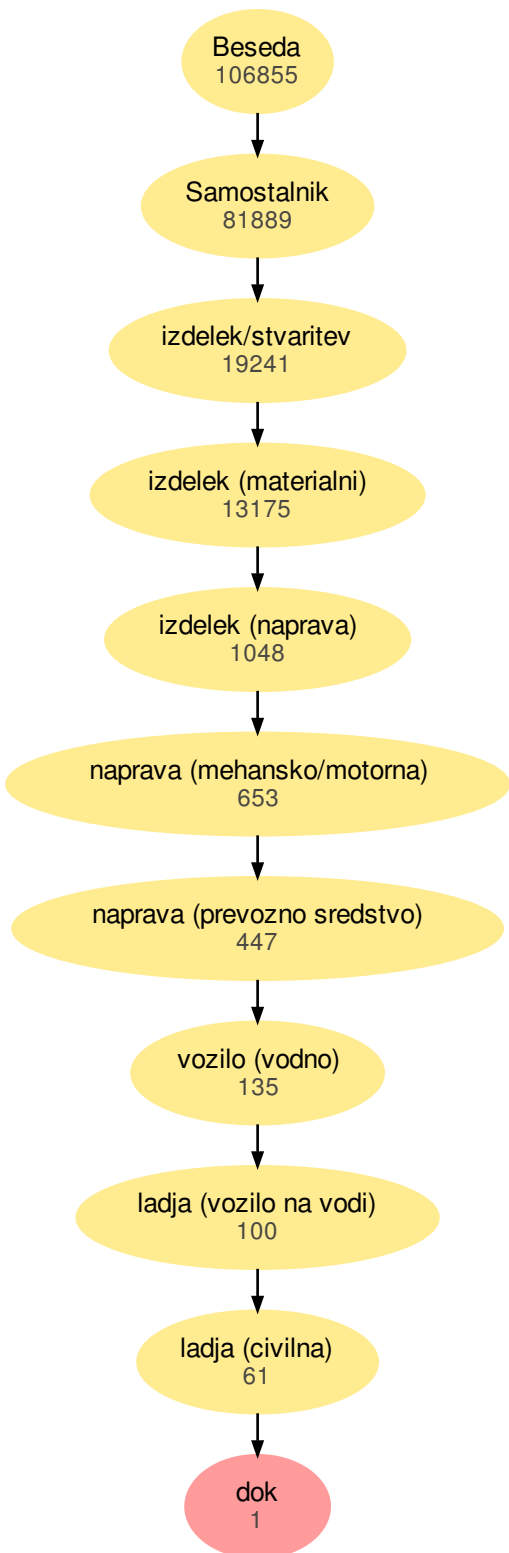 Beseda
106855
Samostalnik
81889
izdelek/stvaritev
19241
izdelek (materialni)
13175
izdelek (naprava)
1048
naprava (mehansko/motorna)
653
naprava (prevozno sredstvo)
447
vozilo (vodno)
135
ladja (vozilo na vodi)
100
ladja (civilna)
61
dok
1